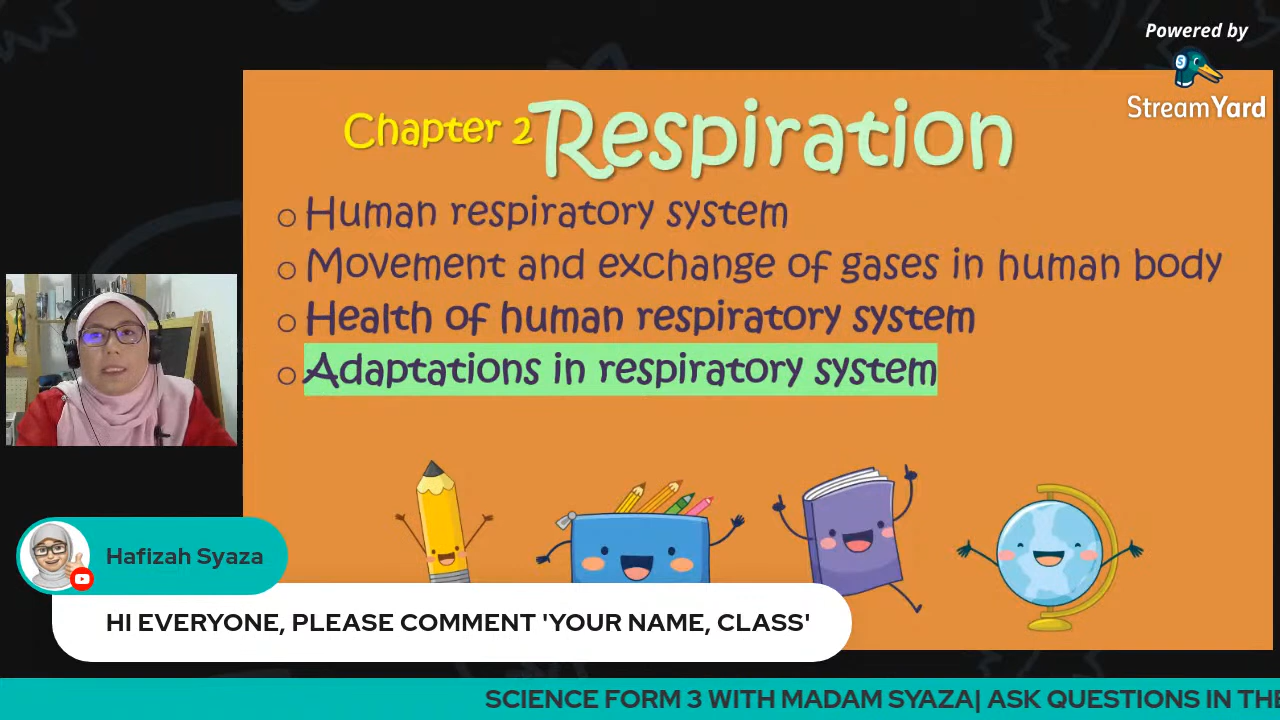 Powered by
StreamYard
Chapter 2 Respiration
Human respiratory system
Movement and exchange of gases in human body
Health of human respiratory system
Adaptations in respiratory system
Hafizah Syaza
HI EVERYONE, PLEASE COMMENT 'YOUR NAME, CLASS'
SCIENCE FORM 3 WITH MADAM SYAZA| ASK QUESTIONS IN THE